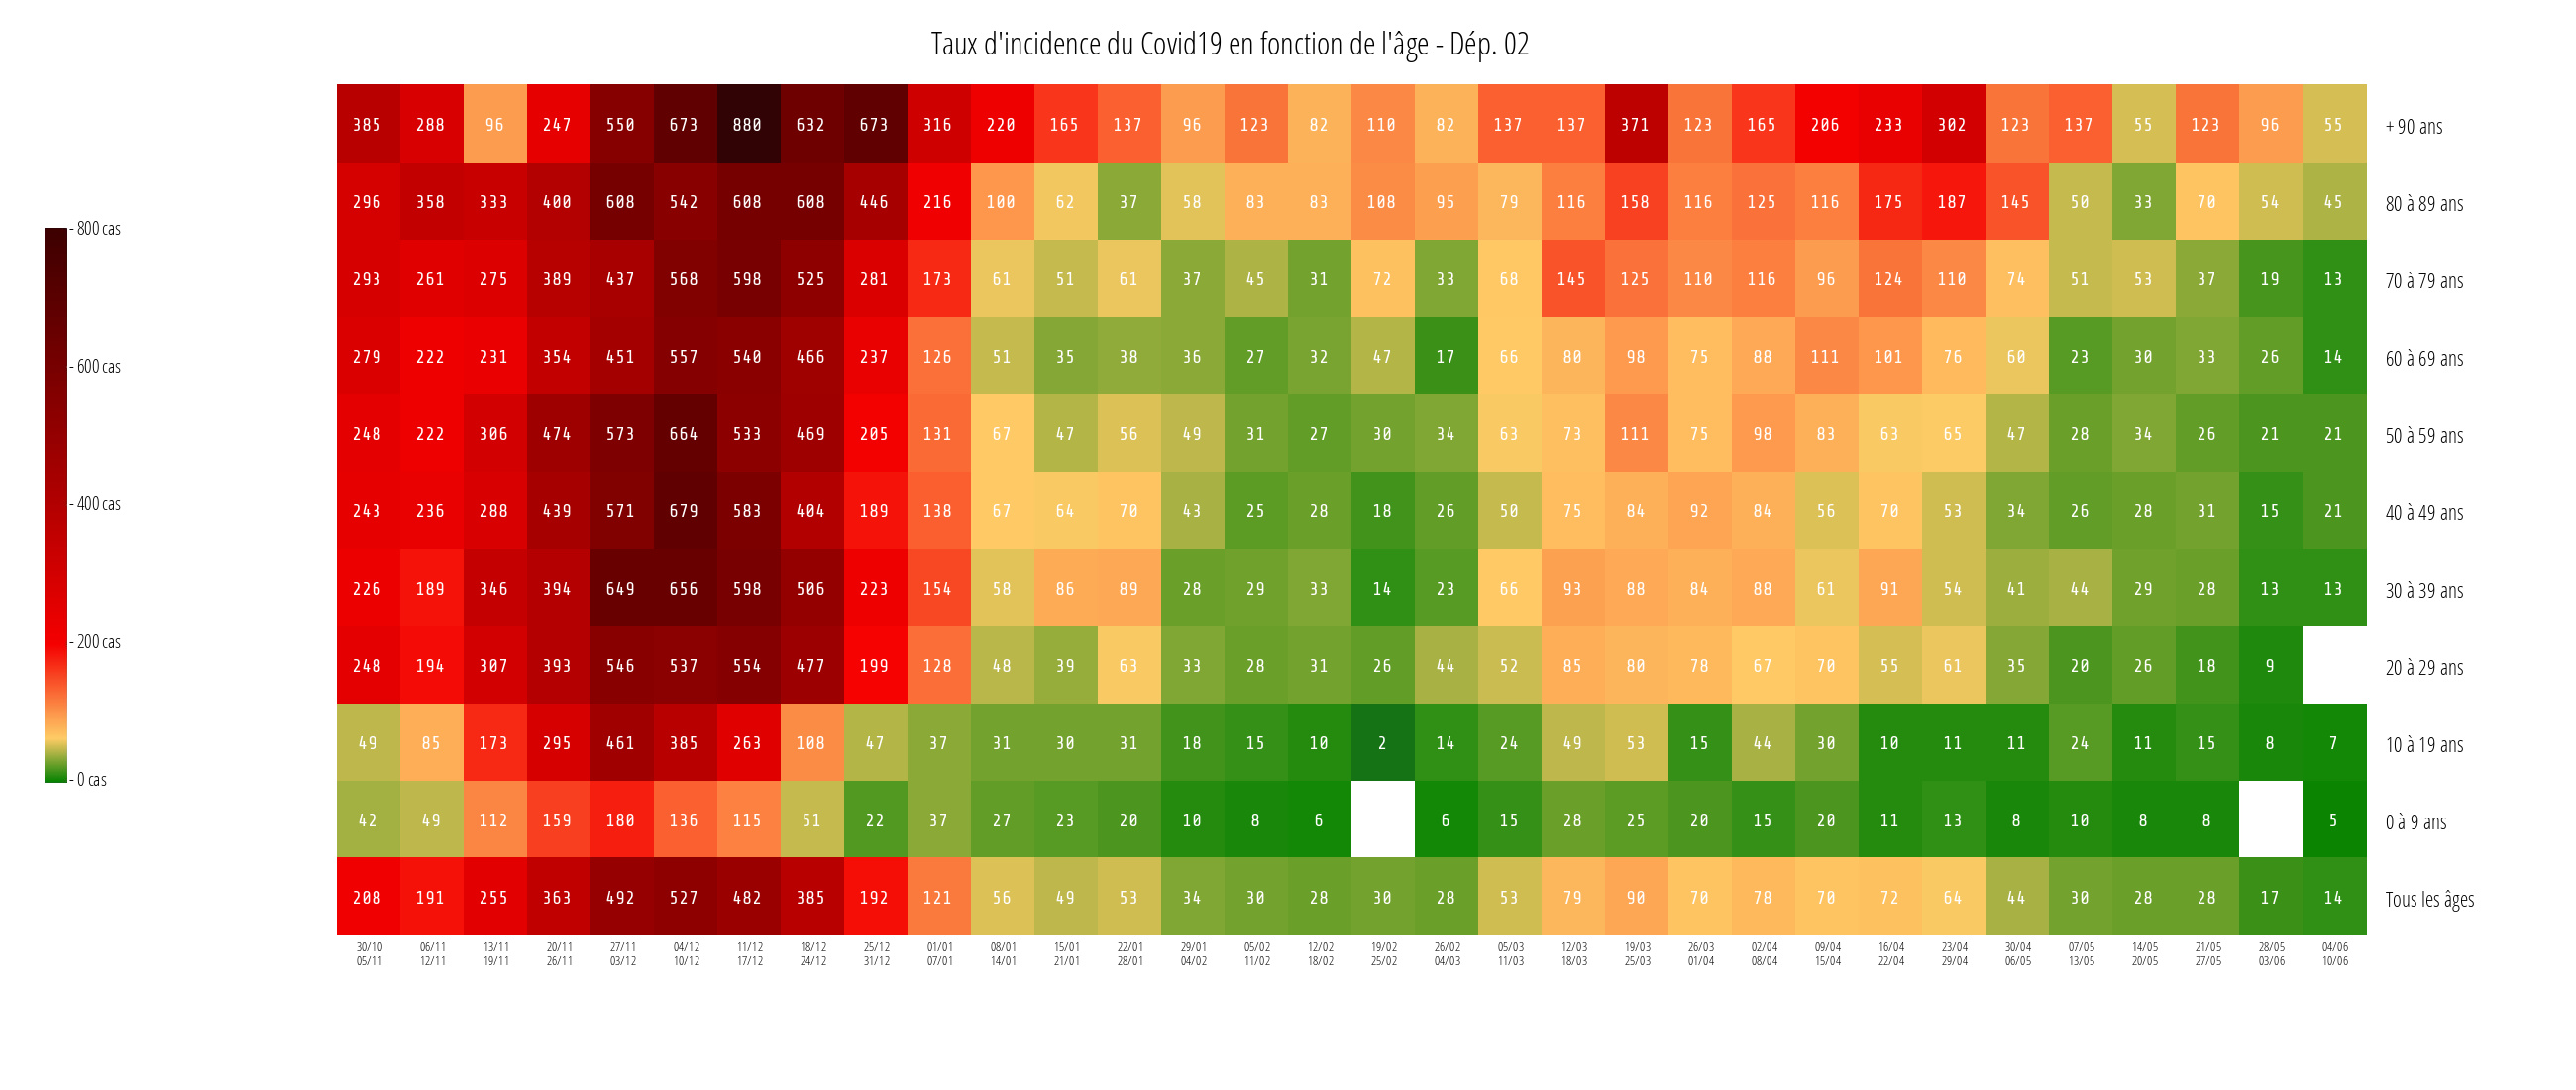 Taux d'incidence du Covid19 en fonction de l'âge - Dép. 02
385 288 96 247 550 673 880 632 673 316 220 165 137 96 123 82 110 82 137 137 371 123 165 206 233 302 123 137 55 123 96 55 + 90 ans
296 358 333 400 608 542 608 608 446 216 100 62 37 58 83 83 108 95 79 116 158 116 125 116 175 187 145 50 33 70 54 45 80 à 89 ans
- 800 cas
293 261 275 389 437 568 598 525 281 173 61 51 61 37 45 31 72 33 68 145 125 110 116 96 124 110 74 51 53 37 19 13 70 à 79 ans
279 222 231 354 451 557 540 466 237 126 51 35 38 36 27 32 47 17 66 80 98 75 88 111 101 76 60 23 30 33 26 14 60 à 69 ans
- 600 cas
248 222 306 474 573 664 533 469 205 131 67 47 56 49 31 27 30 34 63 73 111 75 98 83 63 65 47 28 34 26 21 21 50 à 59 ans
- 400 cas
243 236 288 439 571 679 583 404 189 138 67 64 70 43 25 28 18 26 50 75 84 92 84 56 70 53 34 26 28 31 15 21 40 à 49 ans
226 189 346 394 649 656 598 506 223 154 58 86 89 28 29 33 14 23 66 93 88 84 88 61 91 54 41 44 29 28 13 13 30 à 39 ans
- 200 cas
248 194 307 393 546 537 554 477 199 128 48 39 63 33 28 31 26 44 52 85 80 78 67 70 55 61 35 20 26 18 9 20 à 29 ans
49 85 173 295 461 385 263 108 47 37 31 30 31 18 15 10 2 14 24 49 53 15 44 30 10 11 11 24 11 15 8 7 10 à 19 ans
- 0 cas
42 49 112 159 180 136 115 51 22 37 27 23 20 10 8 6 6 15 28 25 20 15 20 11 13 8 10 8 8 5 0 à 9 ans
208 191 255 363 492 527 482 385 192 121 56 49 53 34 30 28 30 28 53 79 90 70 78 70 72 64 44 30 28 28 17 14 Tous les âges
30/10 06/11 13/11 20/11 27/11 04/12 11/12 18/12 25/12 01/01 08/01 15/01 22/01 29/01 05/02 12/02 19/02 26/02 05/03 12/03 19/03 26/03 02/04 09/04 16/04 23/04 30/04 07/05 14/05 21/05 28/05 04/06
05/11 12/11 19/11 26/11 03/12 10/12 17/12 24/12 31/12 07/01 14/01 21/01 28/01 04/02 11/02 18/02 25/02 04/03 11/03 18/03 25/03 01/04 08/04 15/04 22/04 29/04 06/05 13/05 20/05 27/05 03/06 10/06